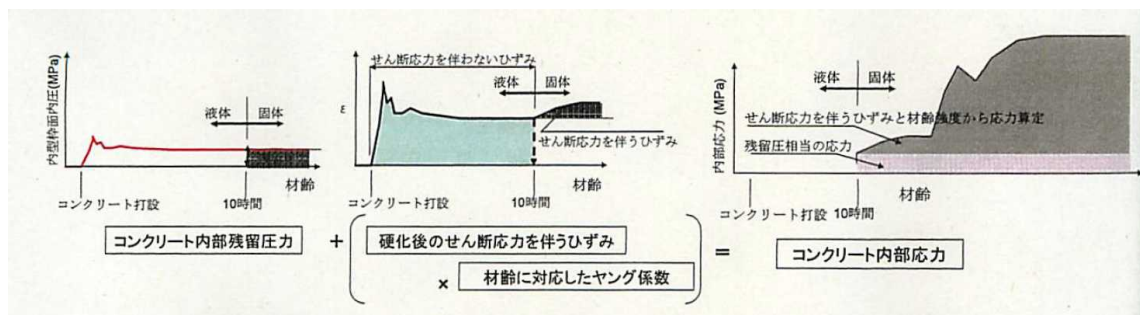 内型枠面内圧(MPa)
液体
固体
材齢
コンクリート打設
10時間
せん断応力を伴わないひずみ
液体
固体
ε
せん断応力を伴うひずみ
材齢
コンクリート打設
10時間
内部応力 (MPa)
液体
固体
せん断応力を伴うひずみと材齢強度から応力算定
残留圧相当の応力
材齢
コンクリート打設
10時間
コンクリート内部残留圧力
+
硬化後のせん断応力を伴うひずみ
×
材齢に対応したヤング係数
=
コンクリート内部応力